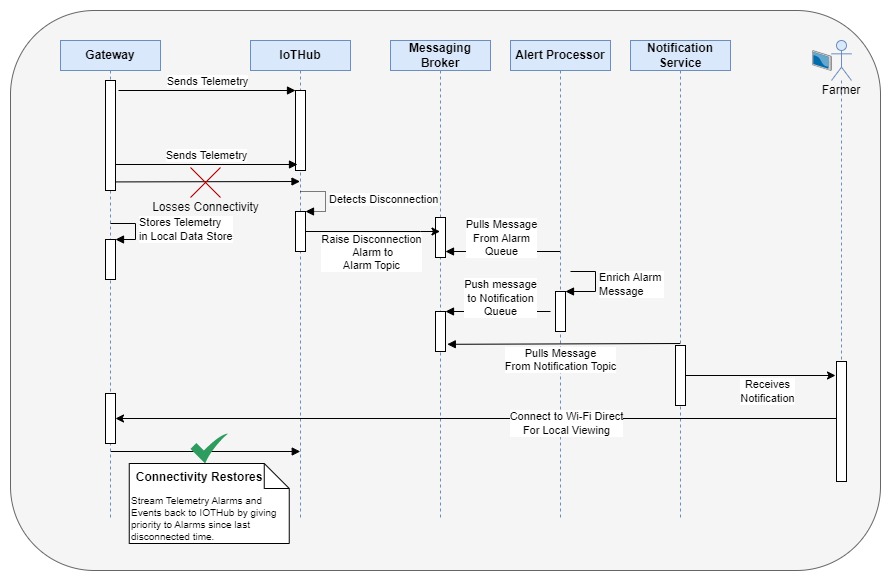 Gateway
IoTHub
Messaging
Broker
Alert Processor
Notification
Service
Farmer
Sends Telemetry
Sends Telemetry
Losses Connectivity
Detects Disconnection
Stores Telemetry
in Local Data Store
Raise Disconnection
Alarm to
Alarm Topic
Pulls Message
From Alarm
Queue
Enrich Alarm
Message
Push message
to Notification
Queue
Pulls Message
From Notification Topic
Receives
Notification
Connect to Wi-Fi Direct
For Local Viewing
Connectivity Restores
Stream Telemetry Alarms and
Events back to IOTHub by giving
priority to Alarms since last
disconnected time.